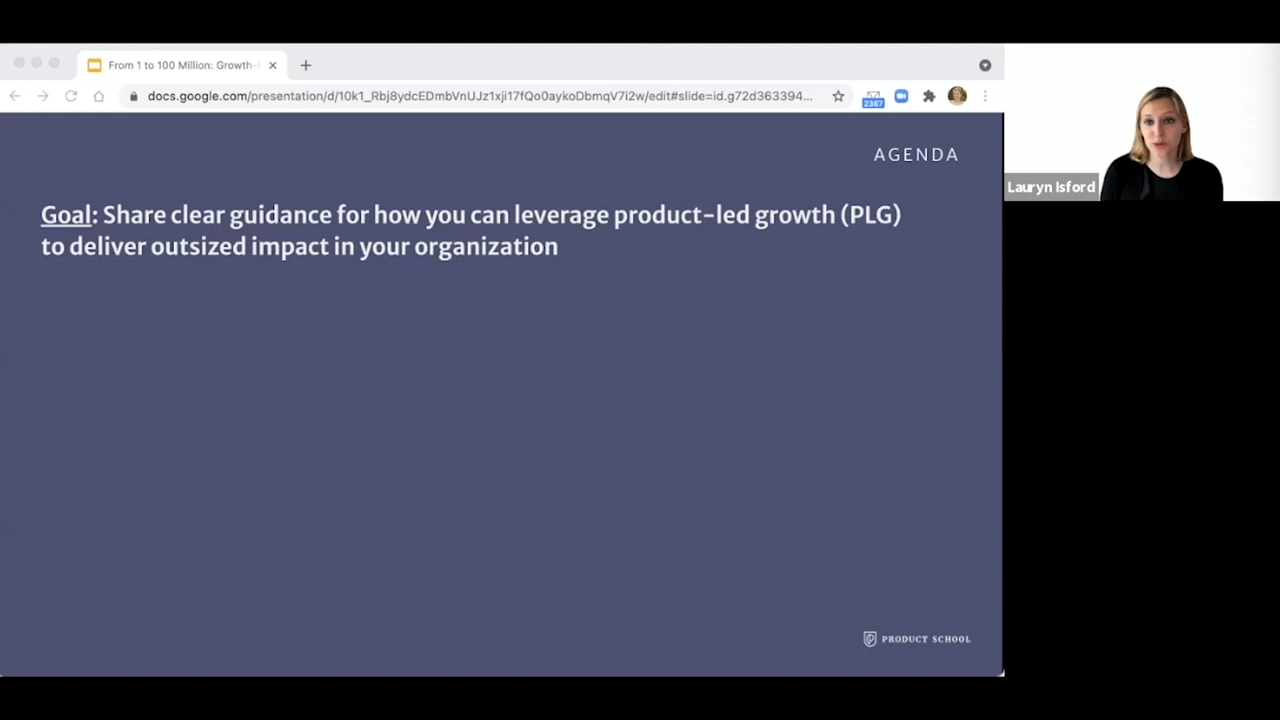 From 1 to 100 Million: Growth-
docs.google.com/presentation/d/10k1_Rbj8ydcEDmbVnUJz1xji17fQo0aykoDbmqV7i2w/edit#slide=id.g72d363394...
2367
AGENDA
Goal: Share clear guidance for how you can leverage product-led growth (PLG)
to deliver outsized impact in your organization
PRODUCT SCHOOL
Lauryn Isford